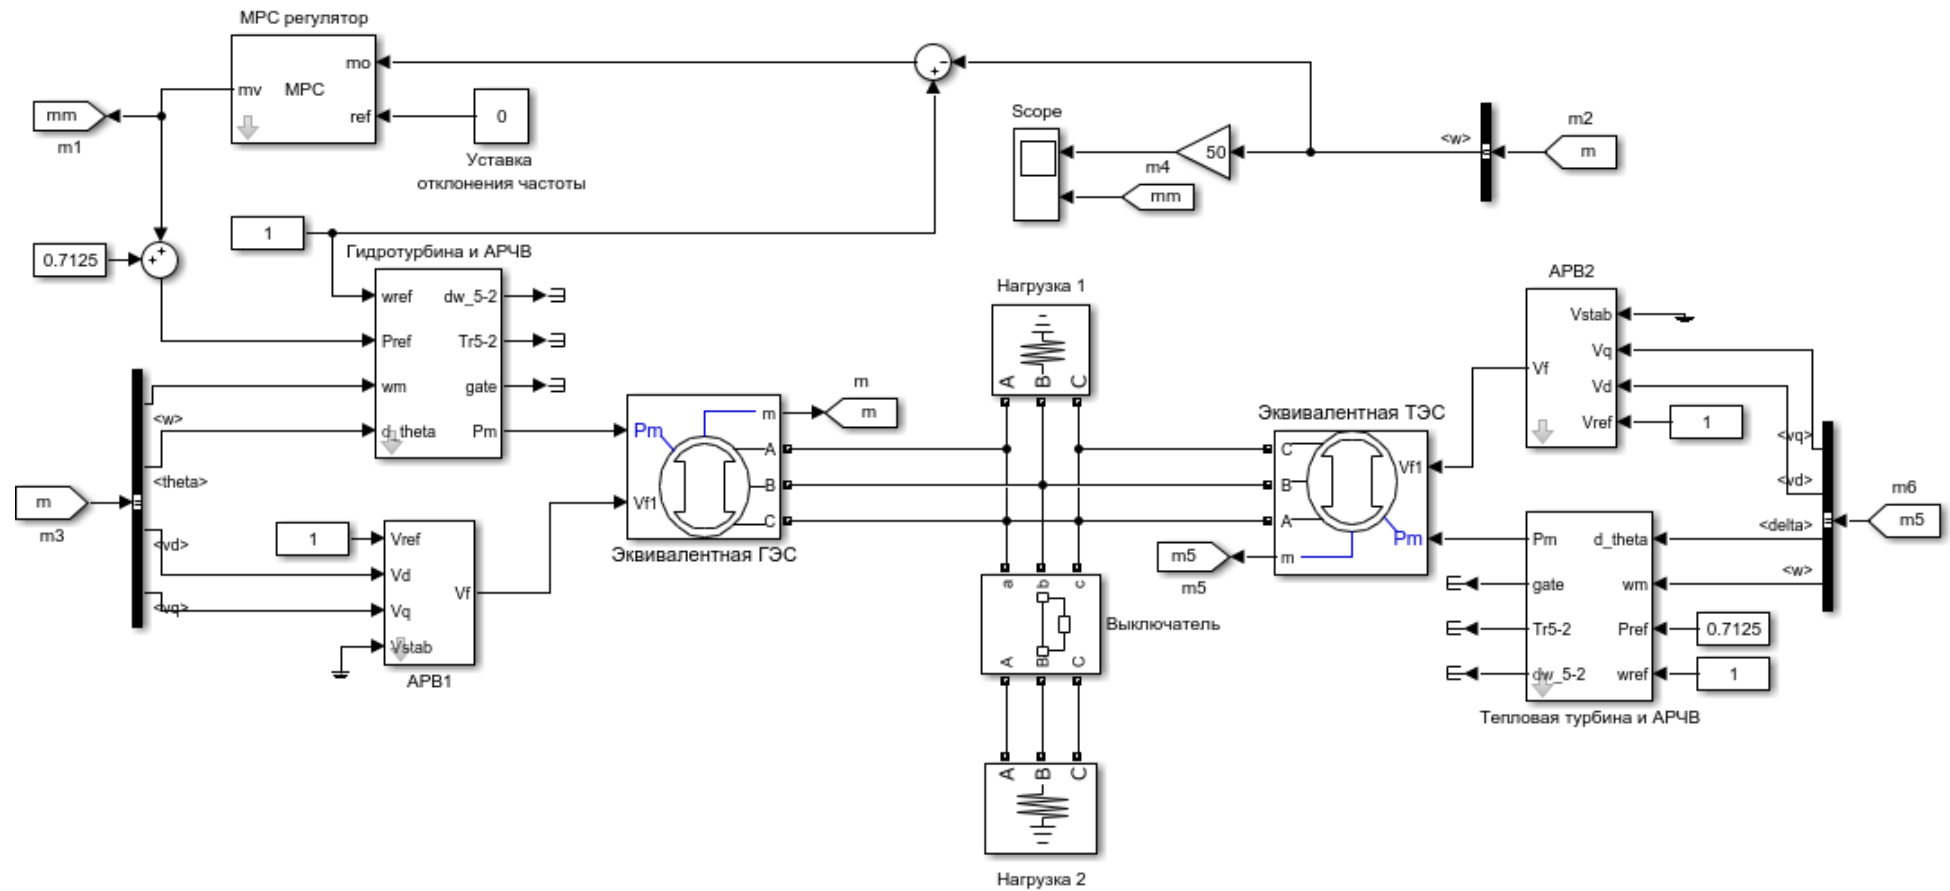 МРС регулятор
mo
mv
MPC
ref
mm
m1
0
Уставка
отклонения частоты
-
+
Scope
m4
50
mm
<w>
m2
m
1
0.7125
+
+
Гидротурбина и АРЧВ
wref
dw_5-2
Pref
Tr5-2
wm
gate
d_theta
Pm
<w>
<theta>
<vd>
<vq>
m
m3
1
Vref
Vd
Vq
Vstab
Vf
АРВ1
Pm
Vf1
m
A
B
C
Эквивалентная ГЭС
m
m
Нагрузка 1
A
B
C
a
b
c
A
B
C
Выключатель
A
B
C
Нагрузка 2
Эквивалентная ТЭС
C
B
A
m
Vf1
Pm
m5
m5
АРВ2
Vstab
Vq
Vf
Vd
Vref
1
<vq>
<vd>
<delta>
<w>
m6
m5
Pm
d_theta
gate
wm
Tr5-2
Pref
0.7125
dw_5-2
wref
1
Тепловая турбина и АРЧВ